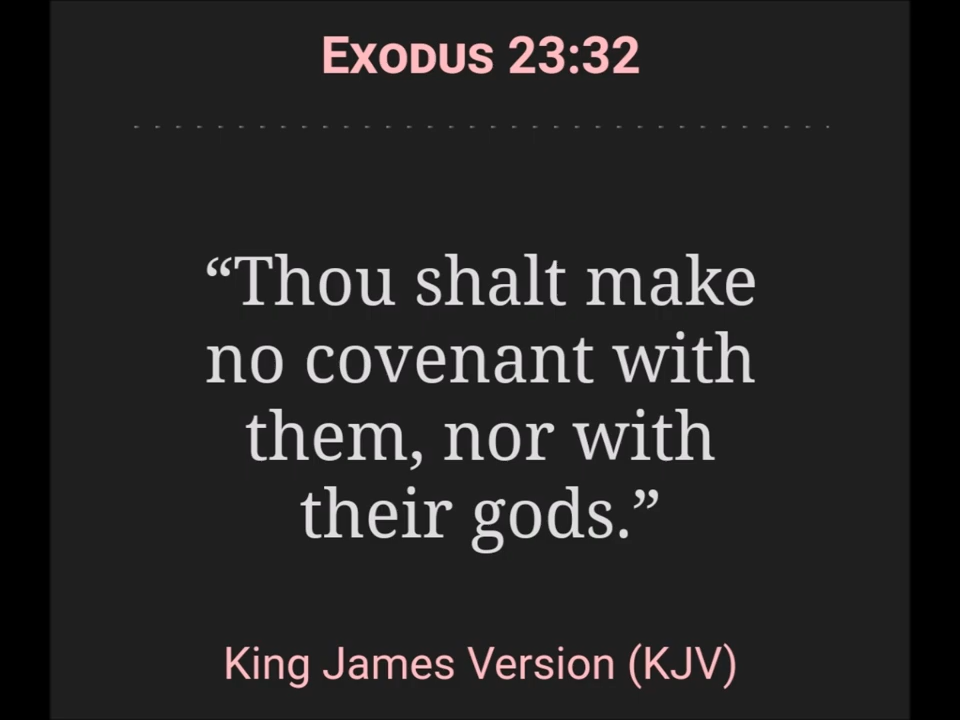 Exodus 23:32
“Thou shalt make
no covenant with
them, nor with
their gods.”
King James Version (KJV)